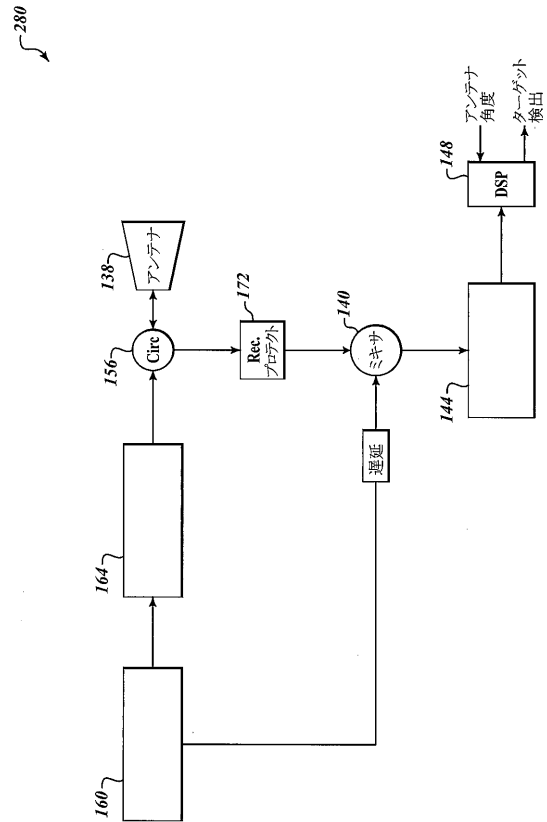 280
138
アンテナ
156
Circ
172
Rec.
プロテクト
140
ミキサ
164
160
遅延
144
148
DSP
アンテナ
角度
ターゲット
検出